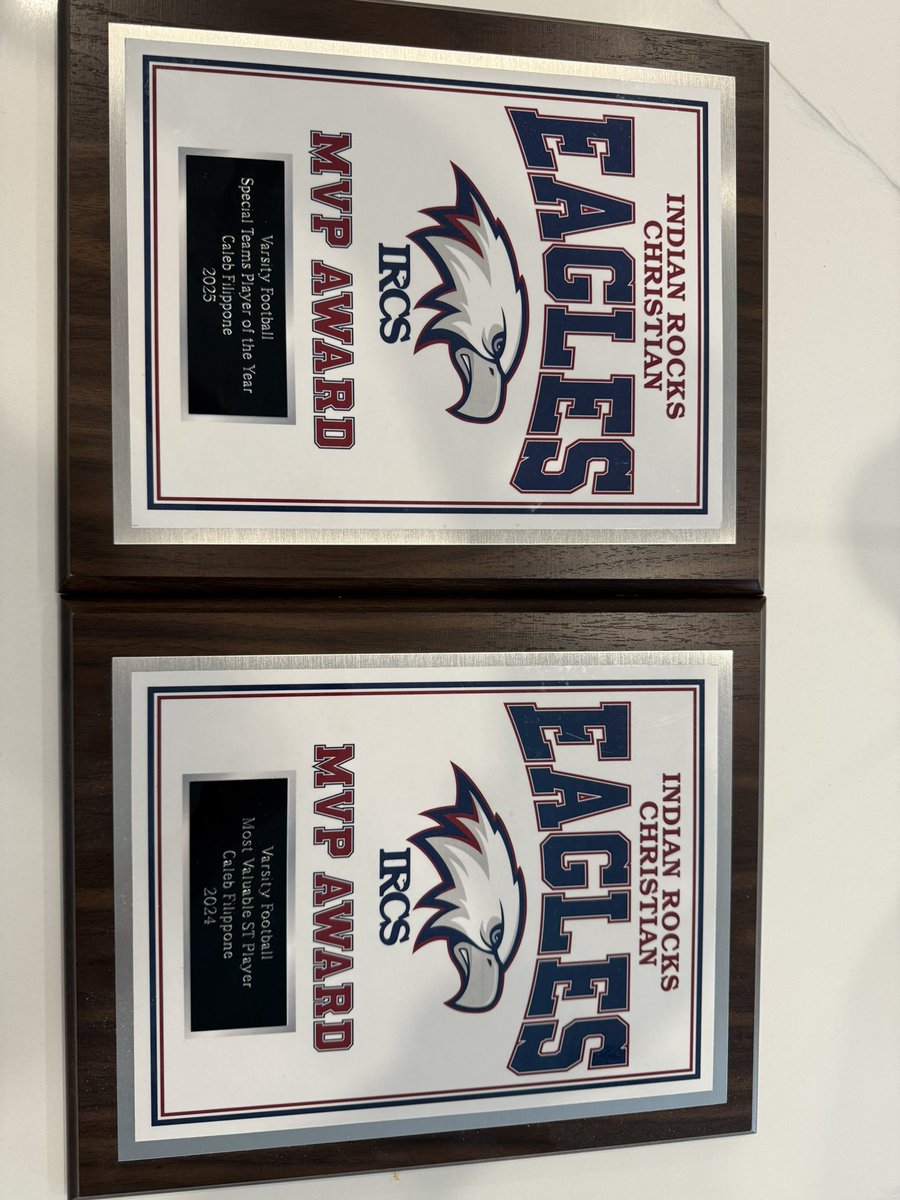 INDIAN ROCKS
CHRISTIAN
EAGLES
IRCS
MVP AWARD
Varsity Football
Special Teams Player of the Year
Caleb Filippone
2025
INDIAN ROCKS
CHRISTIAN
EAGLES
IRCS
MVP AWARD
Varsity Football
Most Valuable ST Player
Caleb Filippone
2024